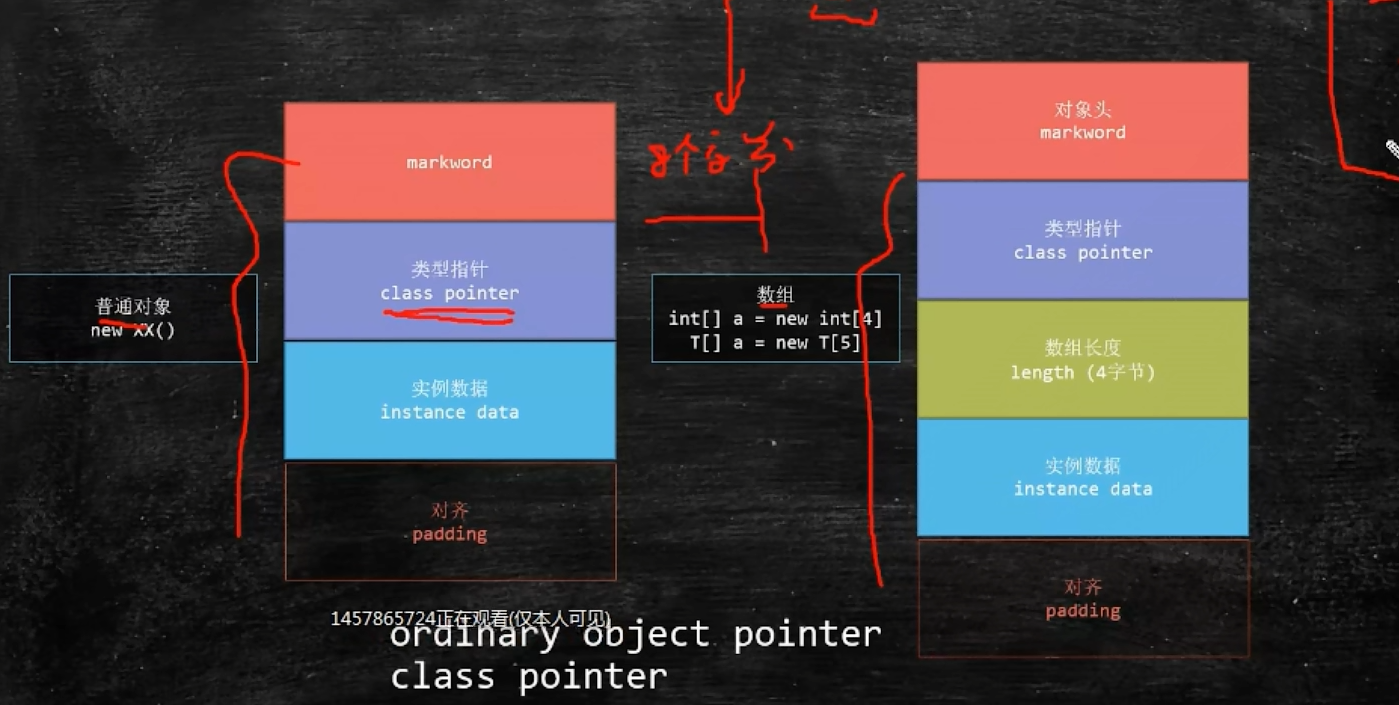 普通对象
new XX()
markword
类型指针
class pointer
实例数据
instance data
对齐
padding
8个字节
数组
int[] a = new int[4]
T[] a = new T[5]
对象头
markword
类型指针
class pointer
数组长度
length (4字节)
实例数据
instance data
对齐
padding
1457865724正在观看(仅本人可见)
ordinary object pointer
class pointer